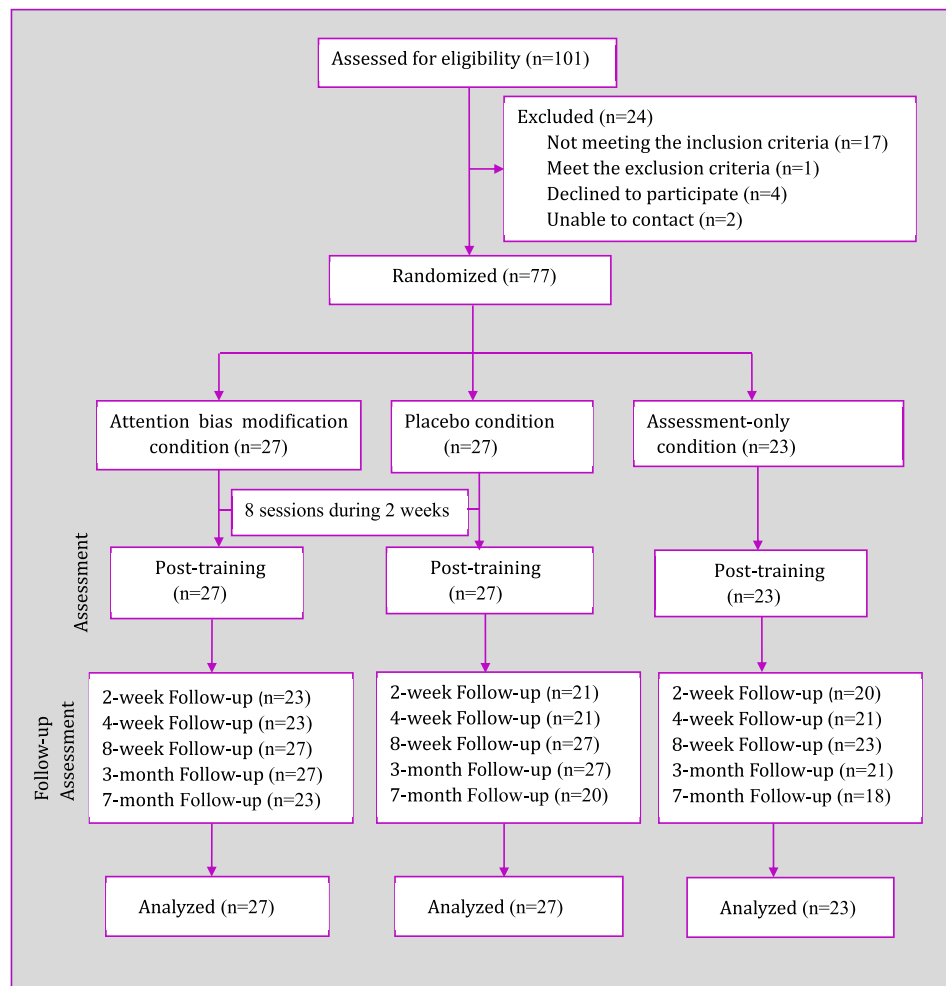 Assessed for eligibility (n=101)
Excluded (n=24)
Not meeting the inclusion criteria (n=17)
Meet the exclusion criteria (n=1)
Declined to participate (n=4)
Unable to contact (n=2)
Randomized (n=77)
Attention bias modification
condition (n=27)
Placebo condition
(n=27)
Assessment-only
condition (n=23)
8 sessions during 2 weeks
Assessment
Post-training
(n=27)
Post-training
(n=27)
Post-training
(n=23)
Follow-up
Assessment
2-week Follow-up (n=23)
4-week Follow-up (n=23)
8-week Follow-up (n=27)
3-month Follow-up (n=27)
7-month Follow-up (n=23)
2-week Follow-up (n=21)
4-week Follow-up (n=21)
8-week Follow-up (n=27)
3-month Follow-up (n=27)
7-month Follow-up (n=20)
2-week Follow-up (n=20)
4-week Follow-up (n=21)
8-week Follow-up (n=23)
3-month Follow-up (n=21)
7-month Follow-up (n=18)
Analyzed (n=27)
Analyzed (n=27)
Analyzed (n=23)